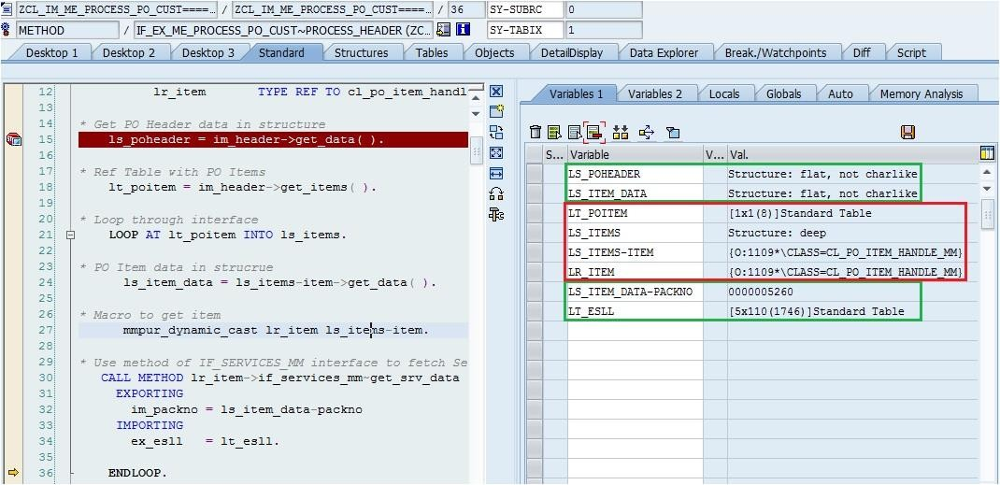 ZCL_IM_ME_PROCESS_PO_CUST====... / ZCL_IM_ME_PROCESS_PO_CUST====... / 36 SY-SUBRC 0
METHOD / IF_EX_ME_PROCESS_PO_CUST~PROCESS_HEADER (ZC... SY-TABIX 1
Desktop 1 Desktop 2 Desktop 3 Standard Structures Tables Objects DetailDisplay Data Explorer Break./Watchpoints Diff Script
12 lr_item TYPE REF TO cl_po_item_handl
13
14 * Get PO Header data in structure
15 ls_poheader = im_header->get_data( ).
16
17 * Ref Table with PO Items
18 lt_poitem = im_header->get_items( ).
19
20 * Loop through interface
21 LOOP AT lt_poitem INTO ls_items.
22
23 * PO Item data in strucrue
24 ls_item_data = ls_items-item->get_data( ).
25
26 * Macro to get item
27 mmpur_dynamic_cast lr_item ls_items-item.
28
29 * Use method of IF_SERVICES_MM interface to fetch Se
30 CALL METHOD lr_item->if_services_mm~get_srv_data
31 EXPORTING
32 im_packno = ls_item_data-packno
33 IMPORTING
34 ex_esll = lt_esll.
35
36 ENDLOOP.
Variables 1 Variables 2 Locals Globals Auto Memory Analysis
S... Variable V... Val.
LS_POHEADER Structure: flat, not charlike
LS_ITEM_DATA Structure: flat, not charlike
LT_POITEM [1x1(8)]Standard Table
LS_ITEMS Structure: deep
LS_ITEMS-ITEM {O:1109*\CLASS=CL_PO_ITEM_HANDLE_MM}
LR_ITEM {O:1109*\CLASS=CL_PO_ITEM_HANDLE_MM}
LS_ITEM_DATA-PACKNO 0000005260
LT_ESLL [5x110(1746)]Standard Table